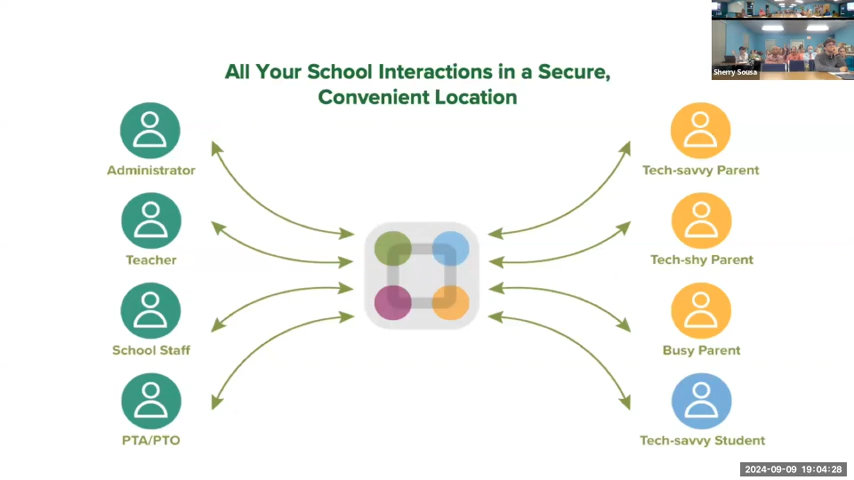 Sherry Sousa
All Your School Interactions in a Secure,
Convenient Location
Administrator
Teacher
School Staff
PTA/PTO
Tech-savvy Parent
Tech-shy Parent
Busy Parent
Tech-savvy Student
2024-09-09 19:04:28